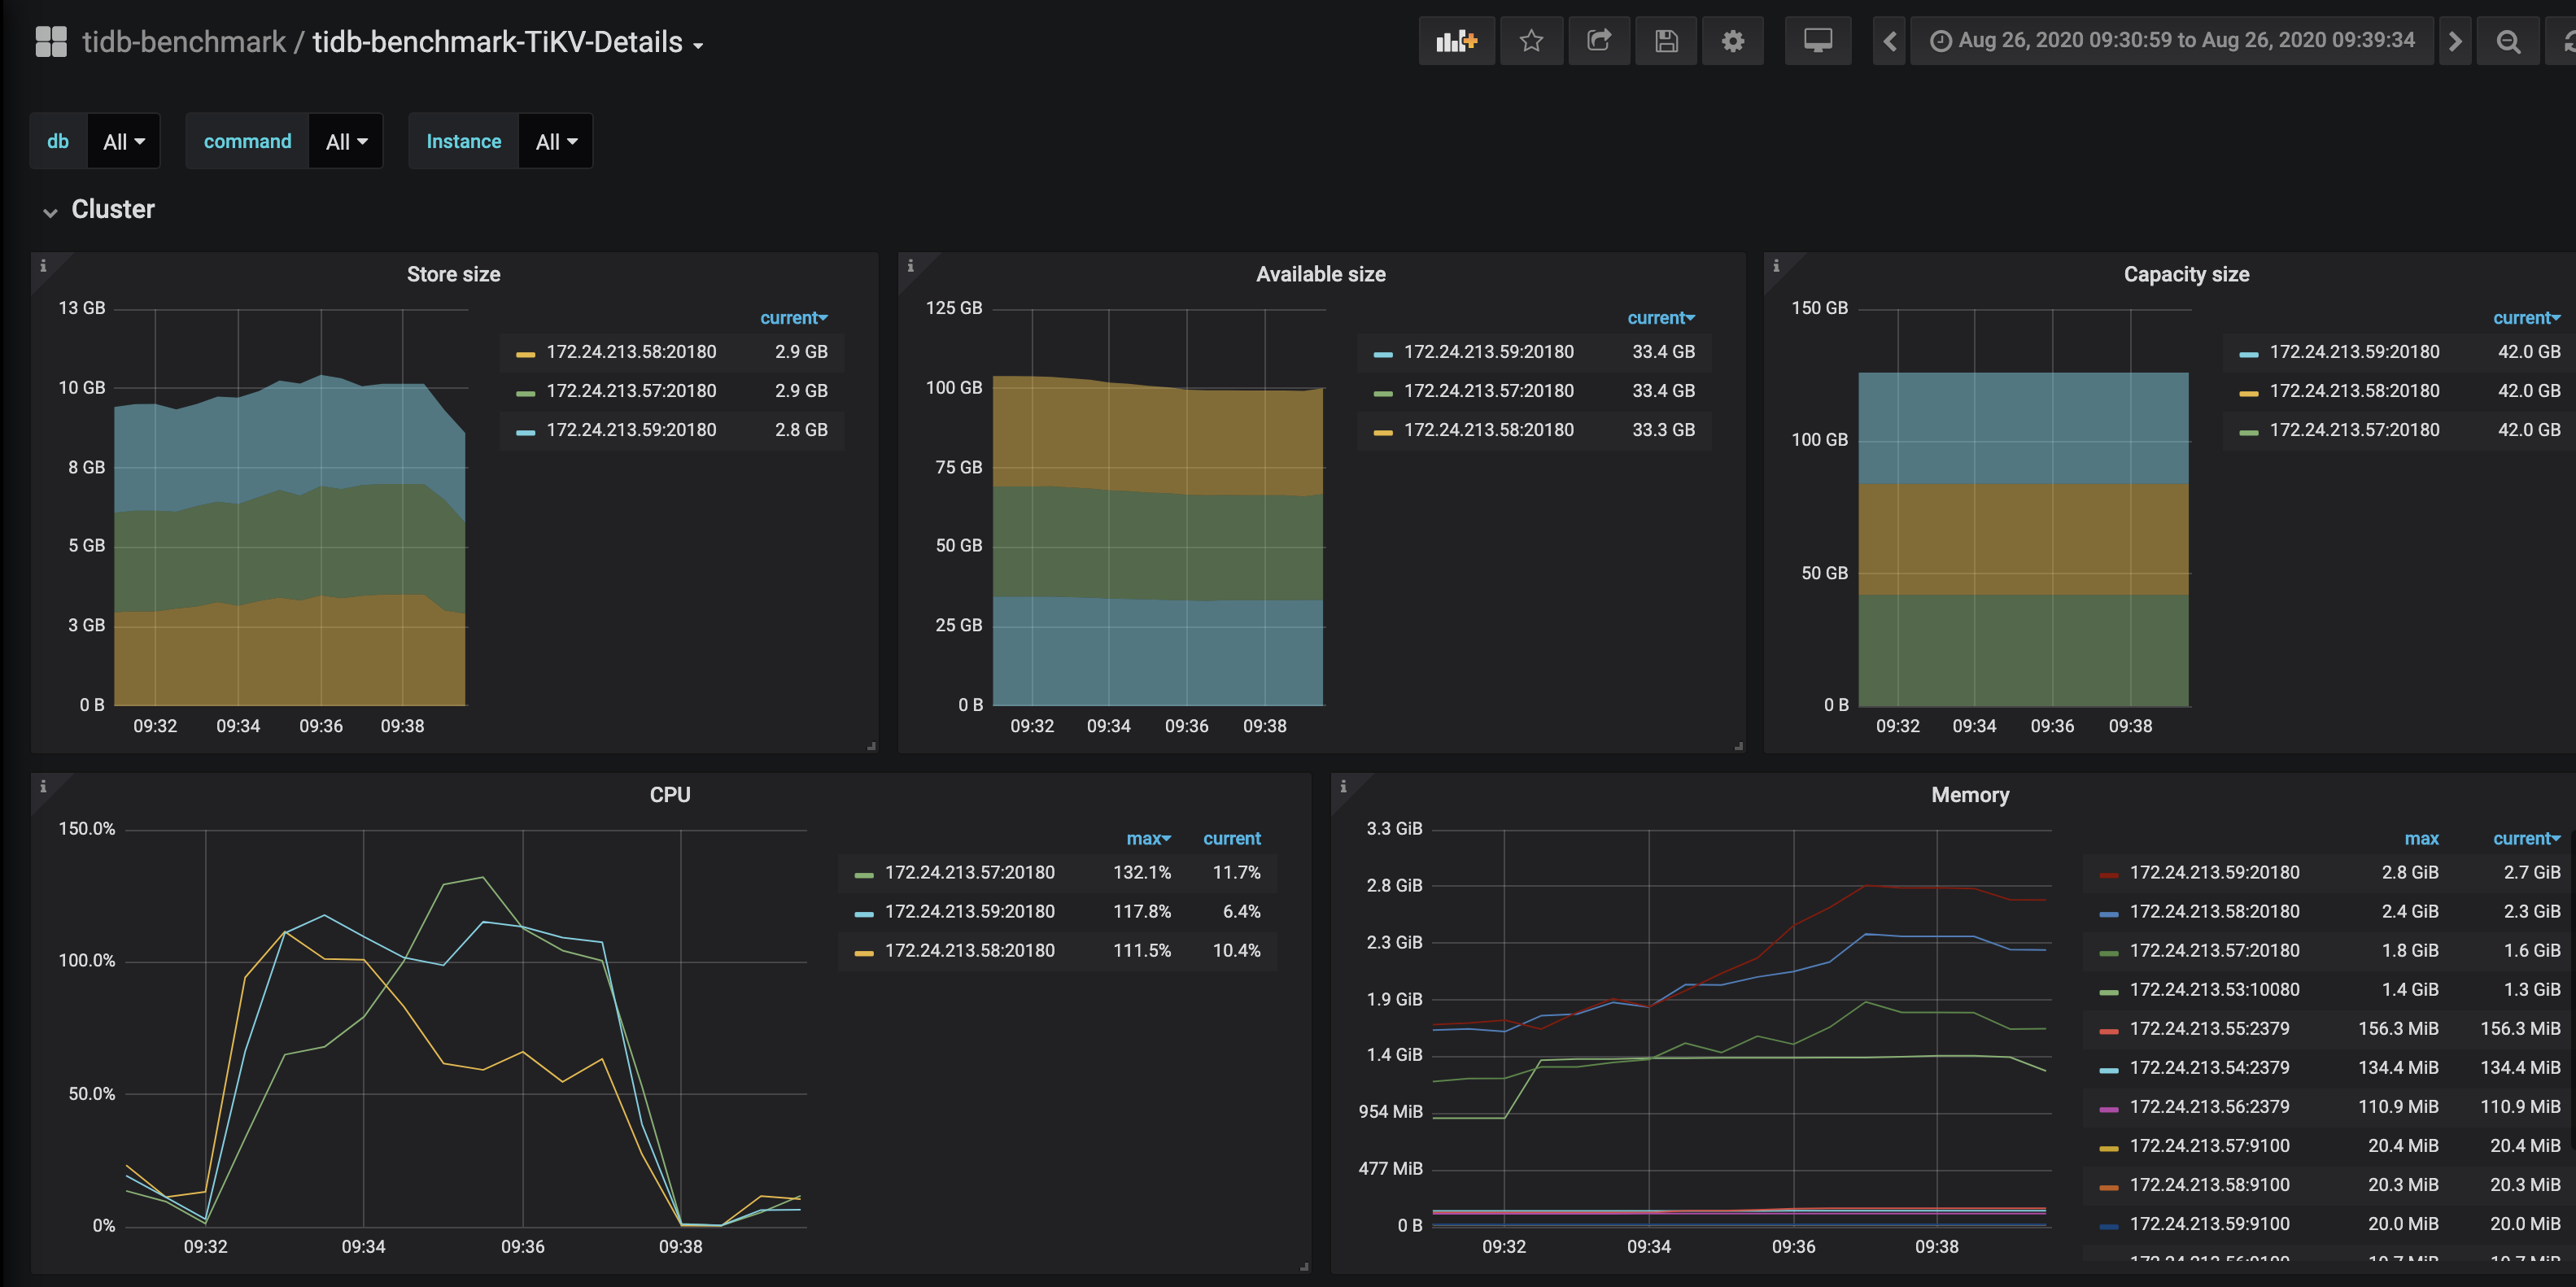 tidb-benchmark / tidb-benchmark-TiKV-Details
Aug 26, 2020 09:30:59 to Aug 26, 2020 09:39:34
db All command All Instance All
Cluster
Store size
13 GB
10 GB
8 GB
5 GB
3 GB
0 B
09:32 09:34 09:36 09:38
current
172.24.213.58:20180 2.9 GB
172.24.213.57:20180 2.9 GB
172.24.213.59:20180 2.8 GB
Available size
125 GB
100 GB
75 GB
50 GB
25 GB
0 B
09:32 09:34 09:36 09:38
current
172.24.213.59:20180 33.4 GB
172.24.213.57:20180 33.4 GB
172.24.213.58:20180 33.3 GB
Capacity size
150 GB
100 GB
50 GB
0 B
09:32 09:34 09:36 09:38
current
172.24.213.59:20180 42.0 GB
172.24.213.58:20180 42.0 GB
172.24.213.57:20180 42.0 GB
CPU
150.0%
100.0%
50.0%
0%
09:32 09:34 09:36 09:38
max current
172.24.213.57:20180 132.1% 11.7%
172.24.213.59:20180 117.8% 6.4%
172.24.213.58:20180 111.5% 10.4%
Memory
3.3 GiB
2.8 GiB
2.3 GiB
1.9 GiB
1.4 GiB
954 MiB
477 MiB
0 B
09:32 09:34 09:36 09:38
max current
172.24.213.59:20180 2.8 GiB 2.7 GiB
172.24.213.58:20180 2.4 GiB 2.3 GiB
172.24.213.57:20180 1.8 GiB 1.6 GiB
172.24.213.53:10080 1.4 GiB 1.3 GiB
172.24.213.55:2379 156.3 MiB 156.3 MiB
172.24.213.54:2379 134.4 MiB 134.4 MiB
172.24.213.56:2379 110.9 MiB 110.9 MiB
172.24.213.57:9100 20.4 MiB 20.4 MiB
172.24.213.58:9100 20.3 MiB 20.3 MiB
172.24.213.59:9100 20.0 MiB 20.0 MiB